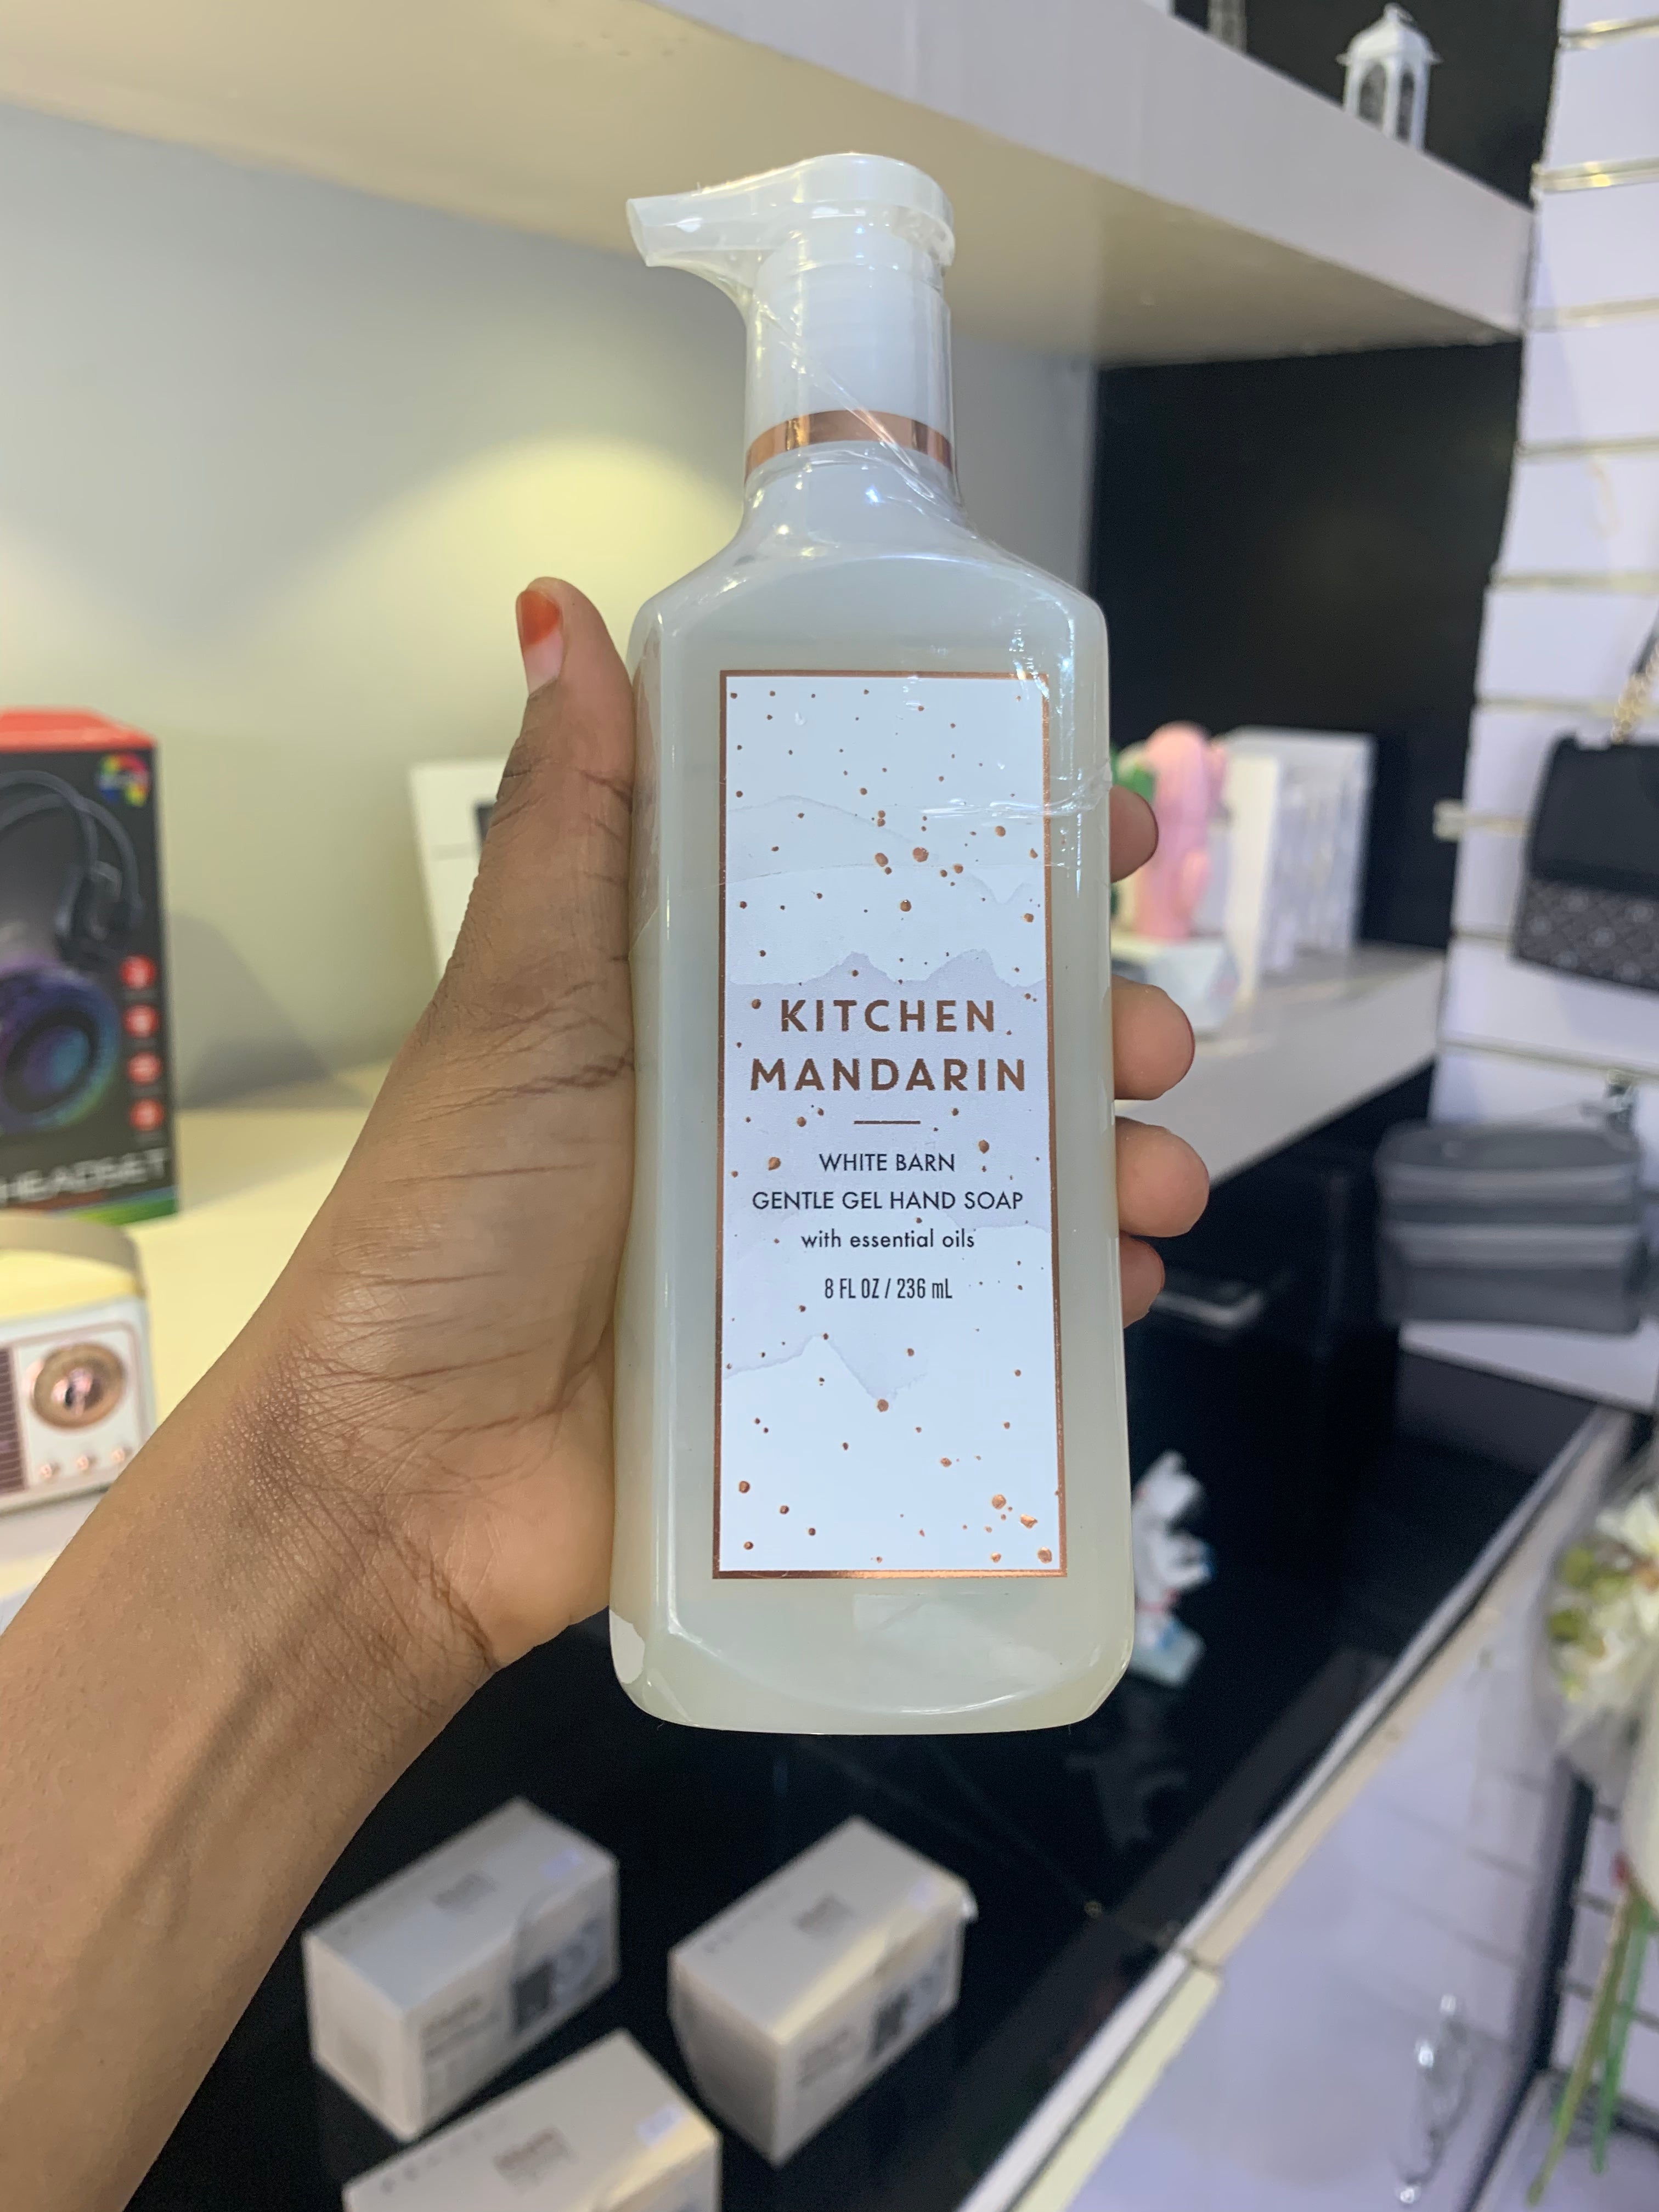 KITCHEN
MANDARIN
WHITE BARN
GENTLE GEL HAND SOAP
with essential oils
8 FL OZ / 236 mL
HEADSET